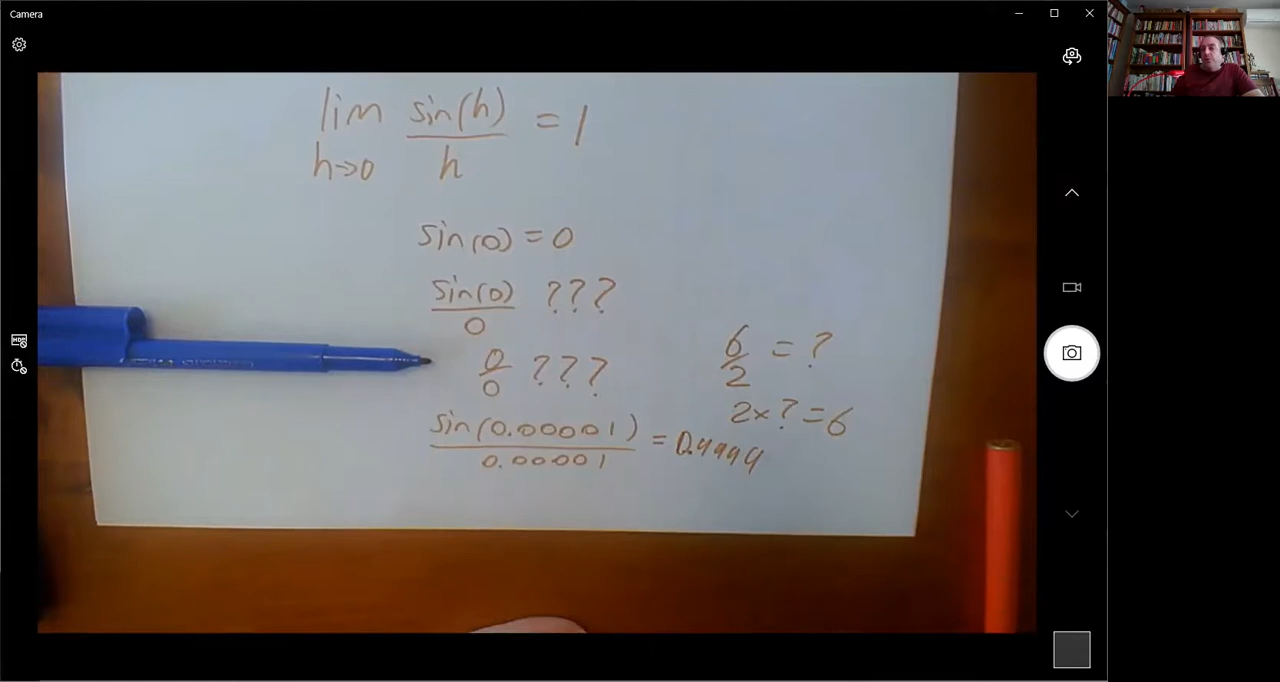 Camera
lim sin(h)/h = 1
h→0
sin(0) = 0
sin(0)/0 ???
0/0 ???
6/2 = ?
2x? = 6
sin(0.00001)/0.00001 = 0.9999